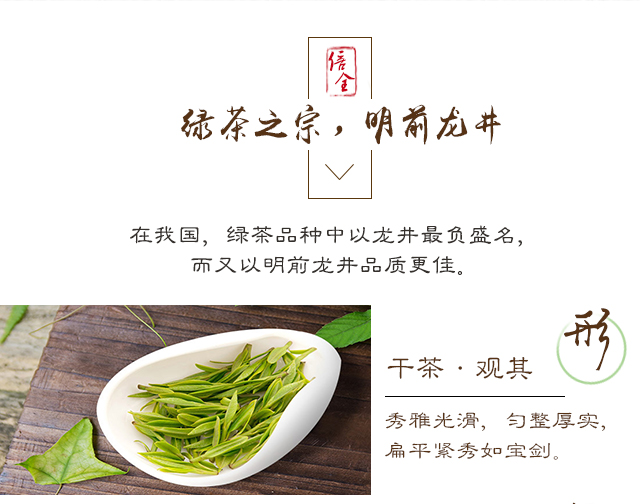 倍全
绿茶之宗，明前龙井
在我国，绿茶品种中以龙井最负盛名，
而又以明前龙井品质更佳。
形
干茶·观其
秀雅光滑，匀整厚实，
扁平紧秀如宝剑。